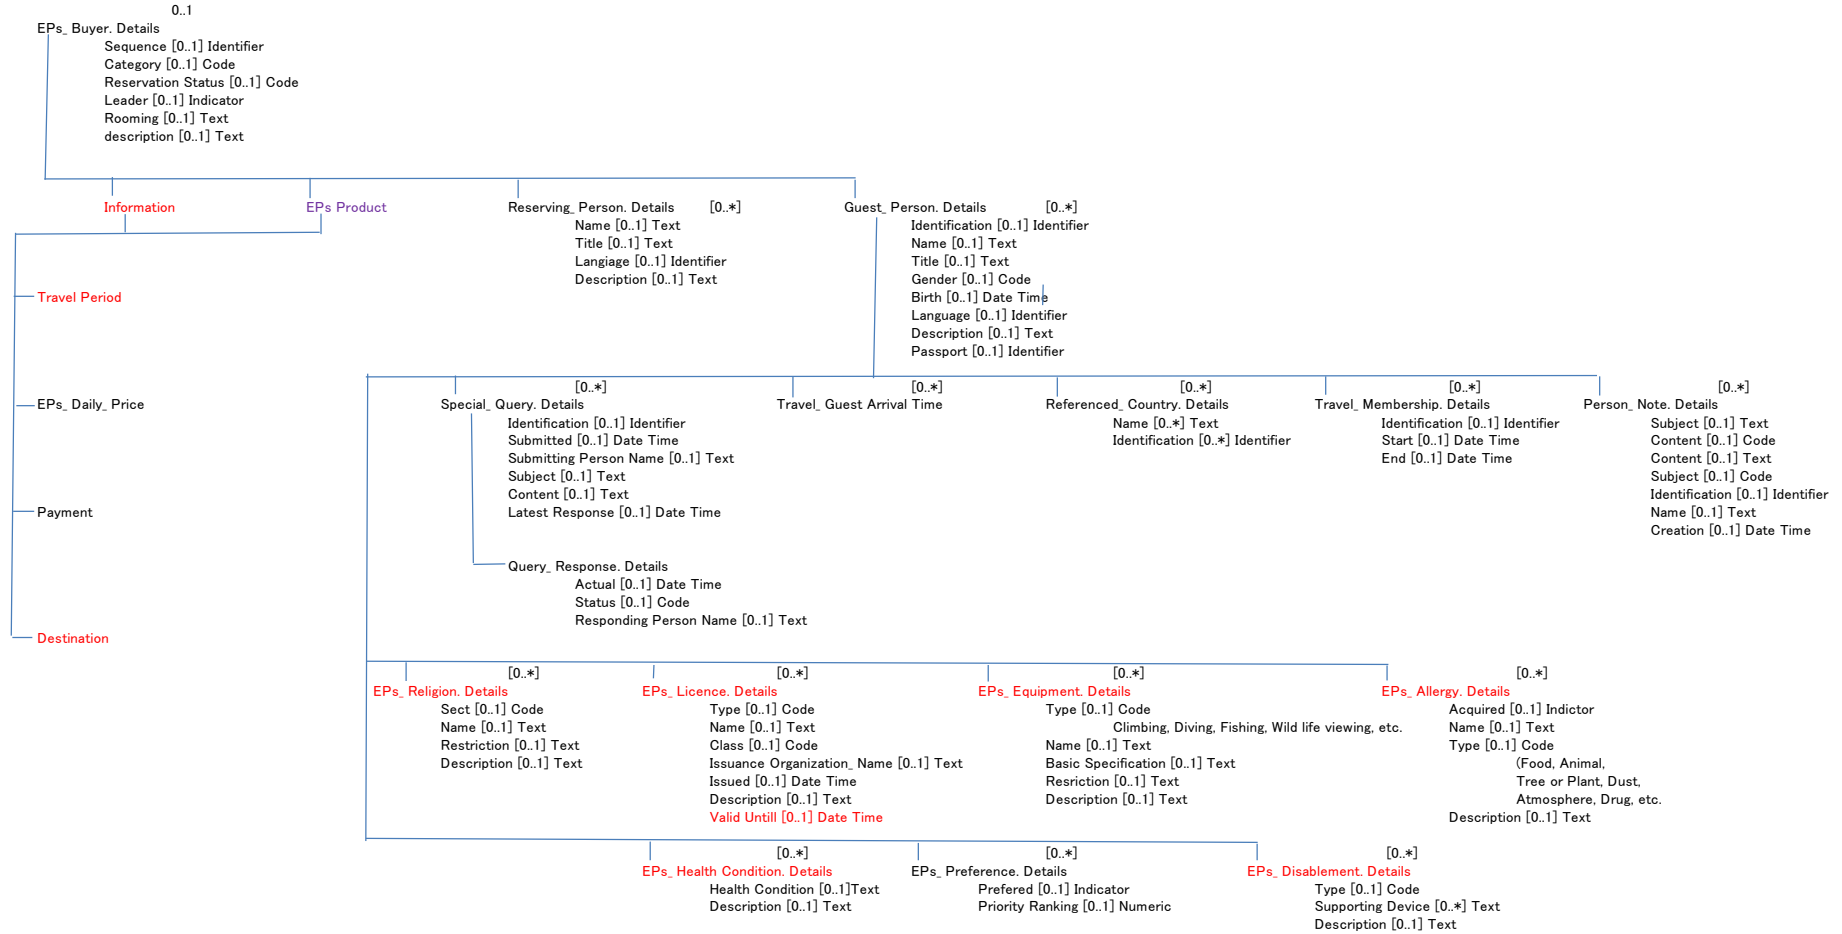 0..1
EPs_ Buyer. Details
Sequence [0..1] Identifier
Category [0..1] Code
Reservation Status [0..1] Code
Leader [0..1] Indicator
Rooming [0..1] Text
description [0..1] Text
Information
EPs Product
Reserving_ Person. Details [0..*]
Name [0..1] Text
Title [0..1] Text
Langiage [0..1] Identifier
Description [0..1] Text
Guest_ Person. Details [0..*]
Identification [0..1] Identifier
Name [0..1] Text
Title [0..1] Text
Gender [0..1] Code
Birth [0..1] Date Time
Language [0..1] Identifier
Description [0..1] Text
Passport [0..1] Identifier
Travel Period
EPs_ Daily_ Price
Payment
Destination
[0..*]
Special_ Query. Details
Identification [0..1] Identifier
Submitted [0..1] Date Time
Submitting Person Name [0..1] Text
Subject [0..1] Text
Content [0..1] Text
Latest Response [0..1] Date Time
Query_ Response. Details
Actual [0..1] Date Time
Status [0..1] Code
Responding Person Name [0..1] Text
[0..*]
Travel_ Guest Arrival Time
[0..*]
Referenced_ Country. Details
Name [0..*] Text
Identification [0..*] Identifier
[0..*]
Travel_ Membership. Details
Identification [0..1] Identifier
Start [0..1] Date Time
End [0..1] Date Time
[0..*]
Person_ Note. Details
Subject [0..1] Text
Content [0..1] Code
Content [0..1] Text
Subject [0..1] Code
Identification [0..1] Identifier
Name [0..1] Text
Creation [0..1] Date Time
[0..*]
EPs_ Religion. Details
Sect [0..1] Code
Name [0..1] Text
Restriction [0..1] Text
Description [0..1] Text
[0..*]
EPs_ Licence. Details
Type [0..1] Code
Name [0..1] Text
Class [0..1] Code
Issuance Organization_ Name [0..1] Text
Issued [0..1] Date Time
Description [0..1] Text
Valid Untill [0..1] Date Time
[0..*]
EPs_ Equipment. Details
Type [0..1] Code
Climbing, Diving, Fishing, Wild life viewing, etc.
Name [0..1] Text
Basic Specification [0..1] Text
Resriction [0..1] Text
Description [0..1] Text
[0..*]
EPs_ Allergy. Details
Acquired [0..1] Indictor
Name [0..1] Text
Type [0..1] Code
(Food, Animal,
Tree or Plant, Dust,
Atmosphere, Drug, etc.
Description [0..1] Text
[0..*]
EPs_ Health Condition. Details
Health Condition [0..1]Text
Description [0..1] Text
[0..*]
EPs_ Preference. Details
Prefered [0..1] Indicator
Priority Ranking [0..1] Numeric
[0..*]
EPs_ Disablement. Details
Type [0..1] Code
Supporting Device [0..*] Text
Description [0..1] Text